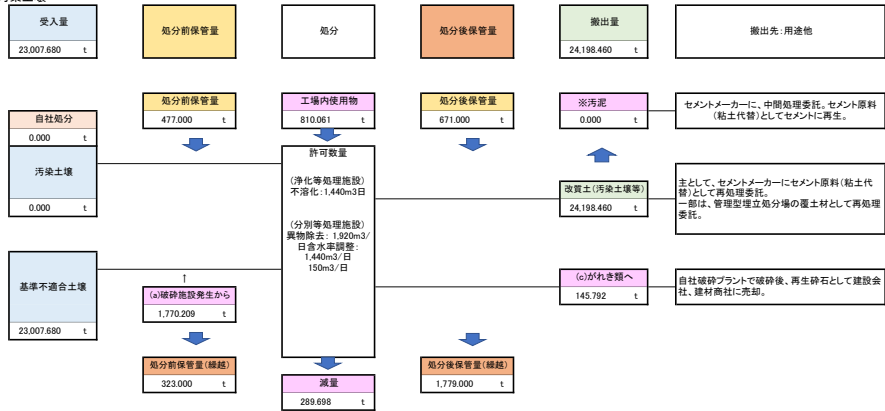 受入量
23,007.680 t
処分前保管量
処分
処分後保管量
搬出量
24,198.460 t
搬出先:用途他
自社処分
0.000 t
汚染土壌
0.000 t
処分前保管量
477.000 t
工場内使用物
810.061 t
処分後保管量
671.000 t
※汚泥
0.000 t
セメントメーカーに、中間処理委託。セメント原料
(粘土代替)としてセメントに再生。
許可数量
(浄化等処理施設)
不溶化:1,440m3日
(分別等処理施設)
異物除去: 1,920m3/
日含水率調整:
1,440m3/日
150m3/日
改質土(汚染土壌等)
24,198.460 t
主として、セメントメーカーにセメント原料(粘土代
替)として再処理委託。
一部は、管理型埋立処分場の覆土材として再処理
委託。
基準不適合土壌
23,007.680 t
↑
(a)破砕施設発生から
1,770.209 t
(c)がれき類へ
145.792 t
自社破砕プラントで破砕後、再生砕石として建設会
社、建材商社に売却。
処分前保管量(繰越)
323.000 t
減量
289.698 t
処分後保管量(繰越)
1,779.000 t